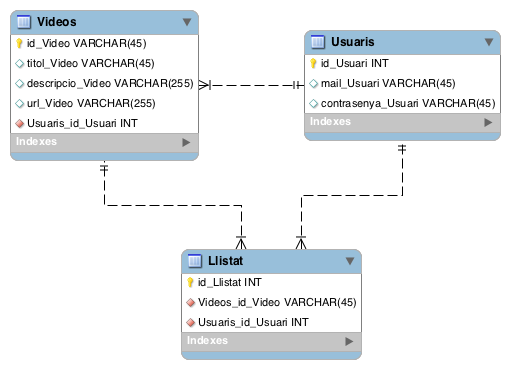 Videos
id_Video VARCHAR(45)
titol_Video VARCHAR(45)
descripcio_Video VARCHAR(255)
url_Video VARCHAR(255)
Usuaris_id_Usuari INT
Indexes
Usuaris
id_Usuari INT
mail_Usuari VARCHAR(45)
contrasenya_Usuari VARCHAR(45)
Indexes
Llistat
id_Llistat INT
Videos_id_Video VARCHAR(45)
Usuaris_id_Usuari INT
Indexes